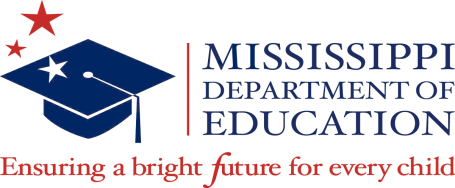 MISSISSIPPI
DEPARTMENT OF
EDUCATION
Ensuring a bright future for every child